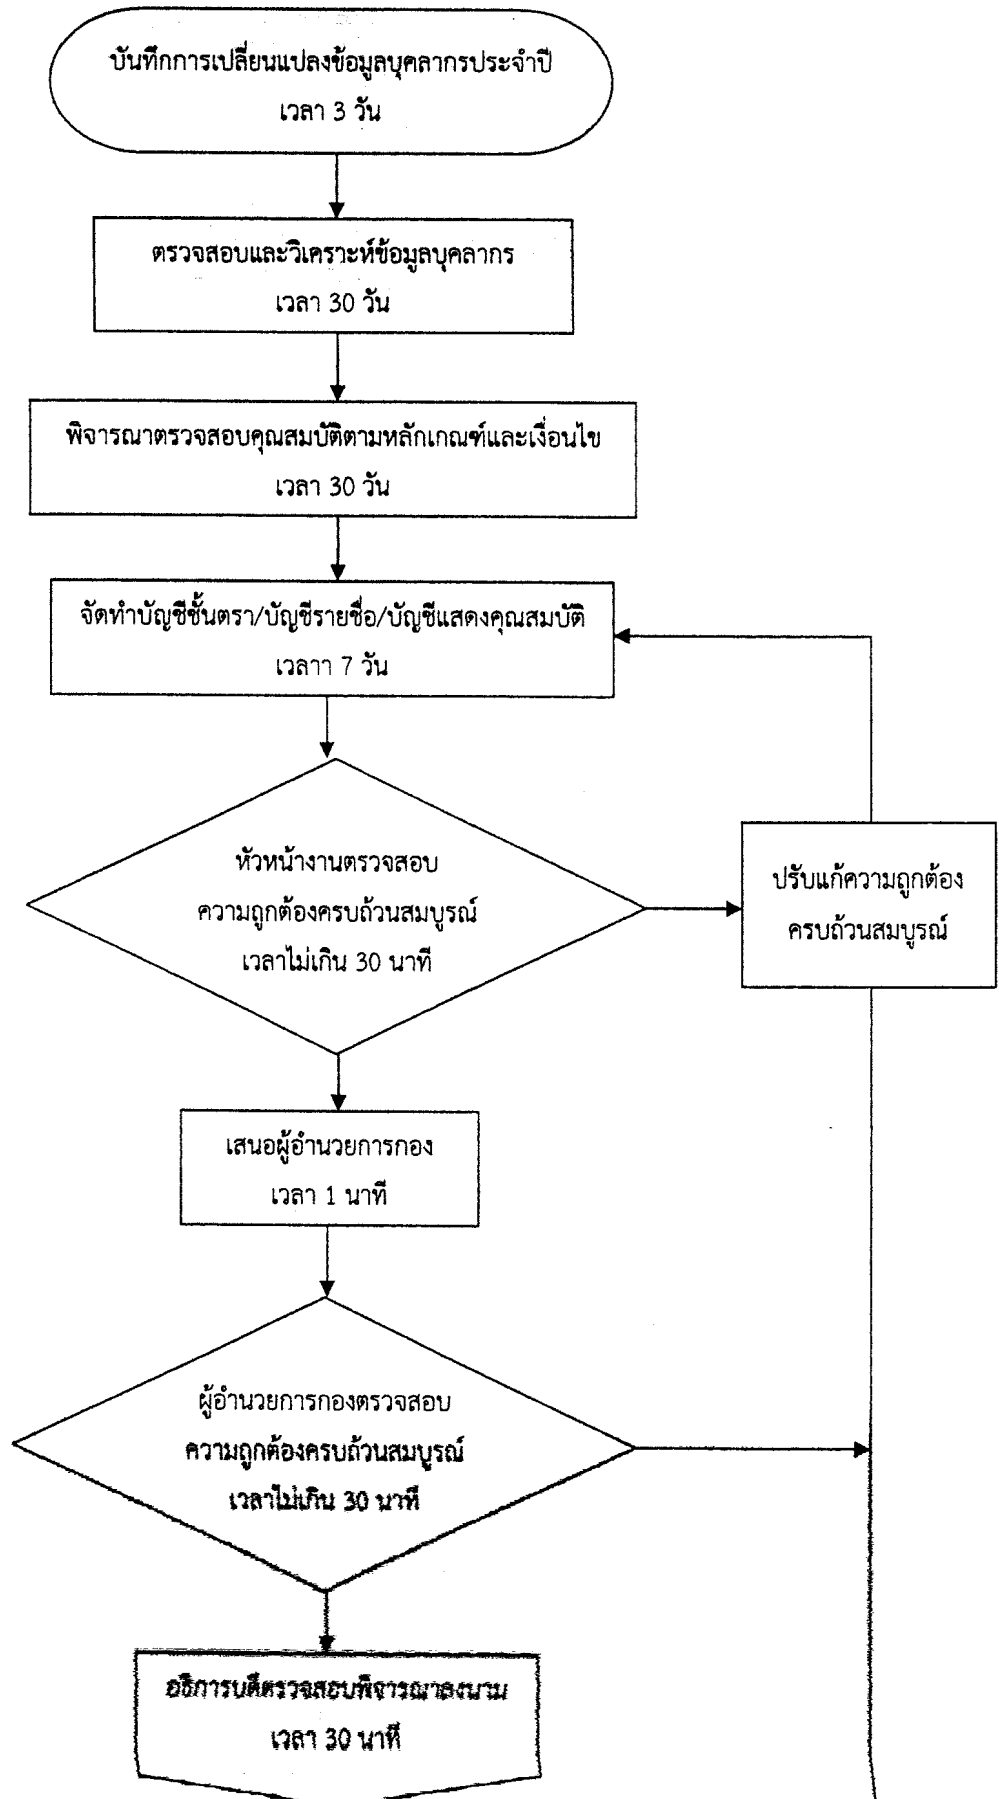 บันทึกการเปลี่ยนแปลงข้อมูลบุคลากรประจำปี
เวลา 3 วัน
ตรวจสอบและวิเคราะห์ข้อมูลบุคลากร
เวลา 30 วัน
พิจารณาตรวจสอบคุณสมบัติตามหลักเกณฑ์และเงื่อนไข
เวลา 30 วัน
จัดทำบัญชีชั้นตรา/บัญชีรายชื่อ/บัญชีแสดงคุณสมบัติ
เวลาา 7 วัน
หัวหน้างานตรวจสอบ
ความถูกต้องครบถ้วนสมบูรณ์
เวลาไม่เกิน 30 นาที
ปรับแก้ความถูกต้อง
ครบถ้วนสมบูรณ์
เสนอผู้อำนวยการกอง
เวลา 1 นาที
ผู้อำนวยการกองตรวจสอบ
ความถูกต้องครบถ้วนสมบูรณ์
เวลาไม่เกิน 30 นาที
อธิการบดีตรวจสอบพิจารณาลงนาม
เวลา 30 นาที